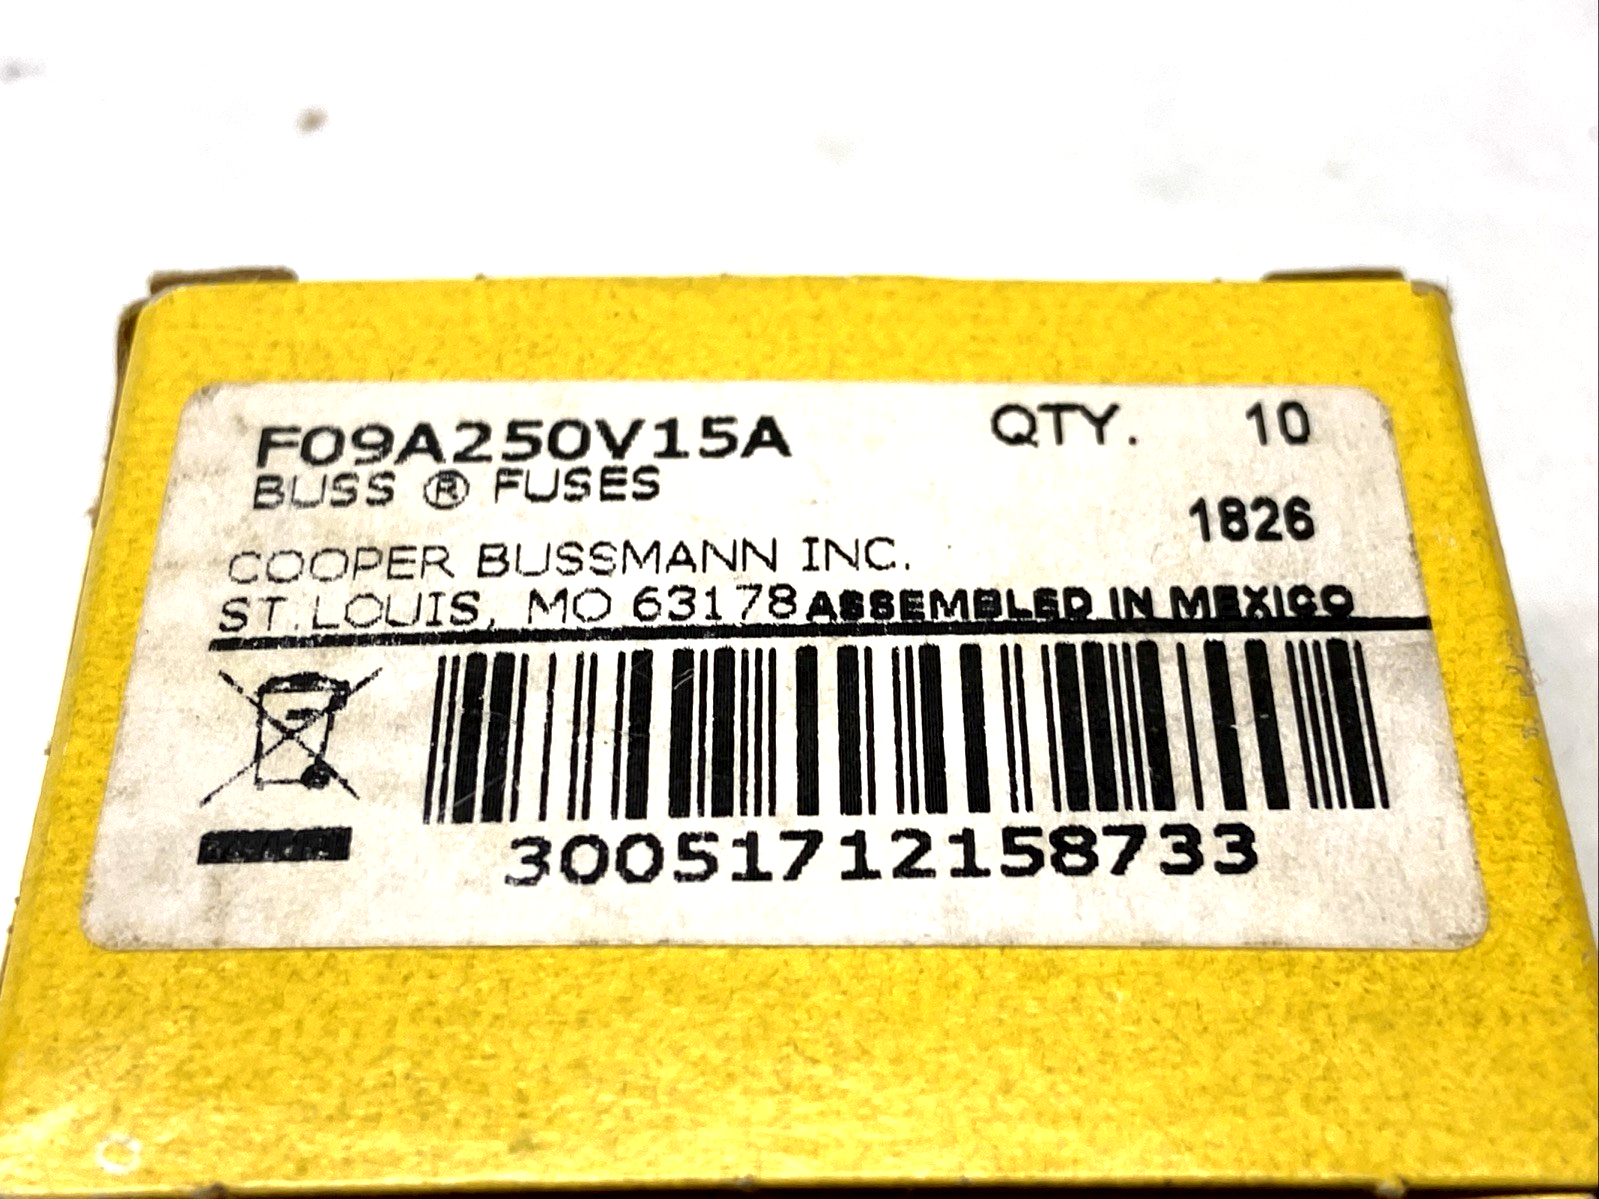 F09A250V15A QTY. 10
BUSS ® FUSES
1826
COOPER BUSSMANN INC.
ST.LOUIS, MO 63178 ASSEMBLED IN MEXICO
30051712158733